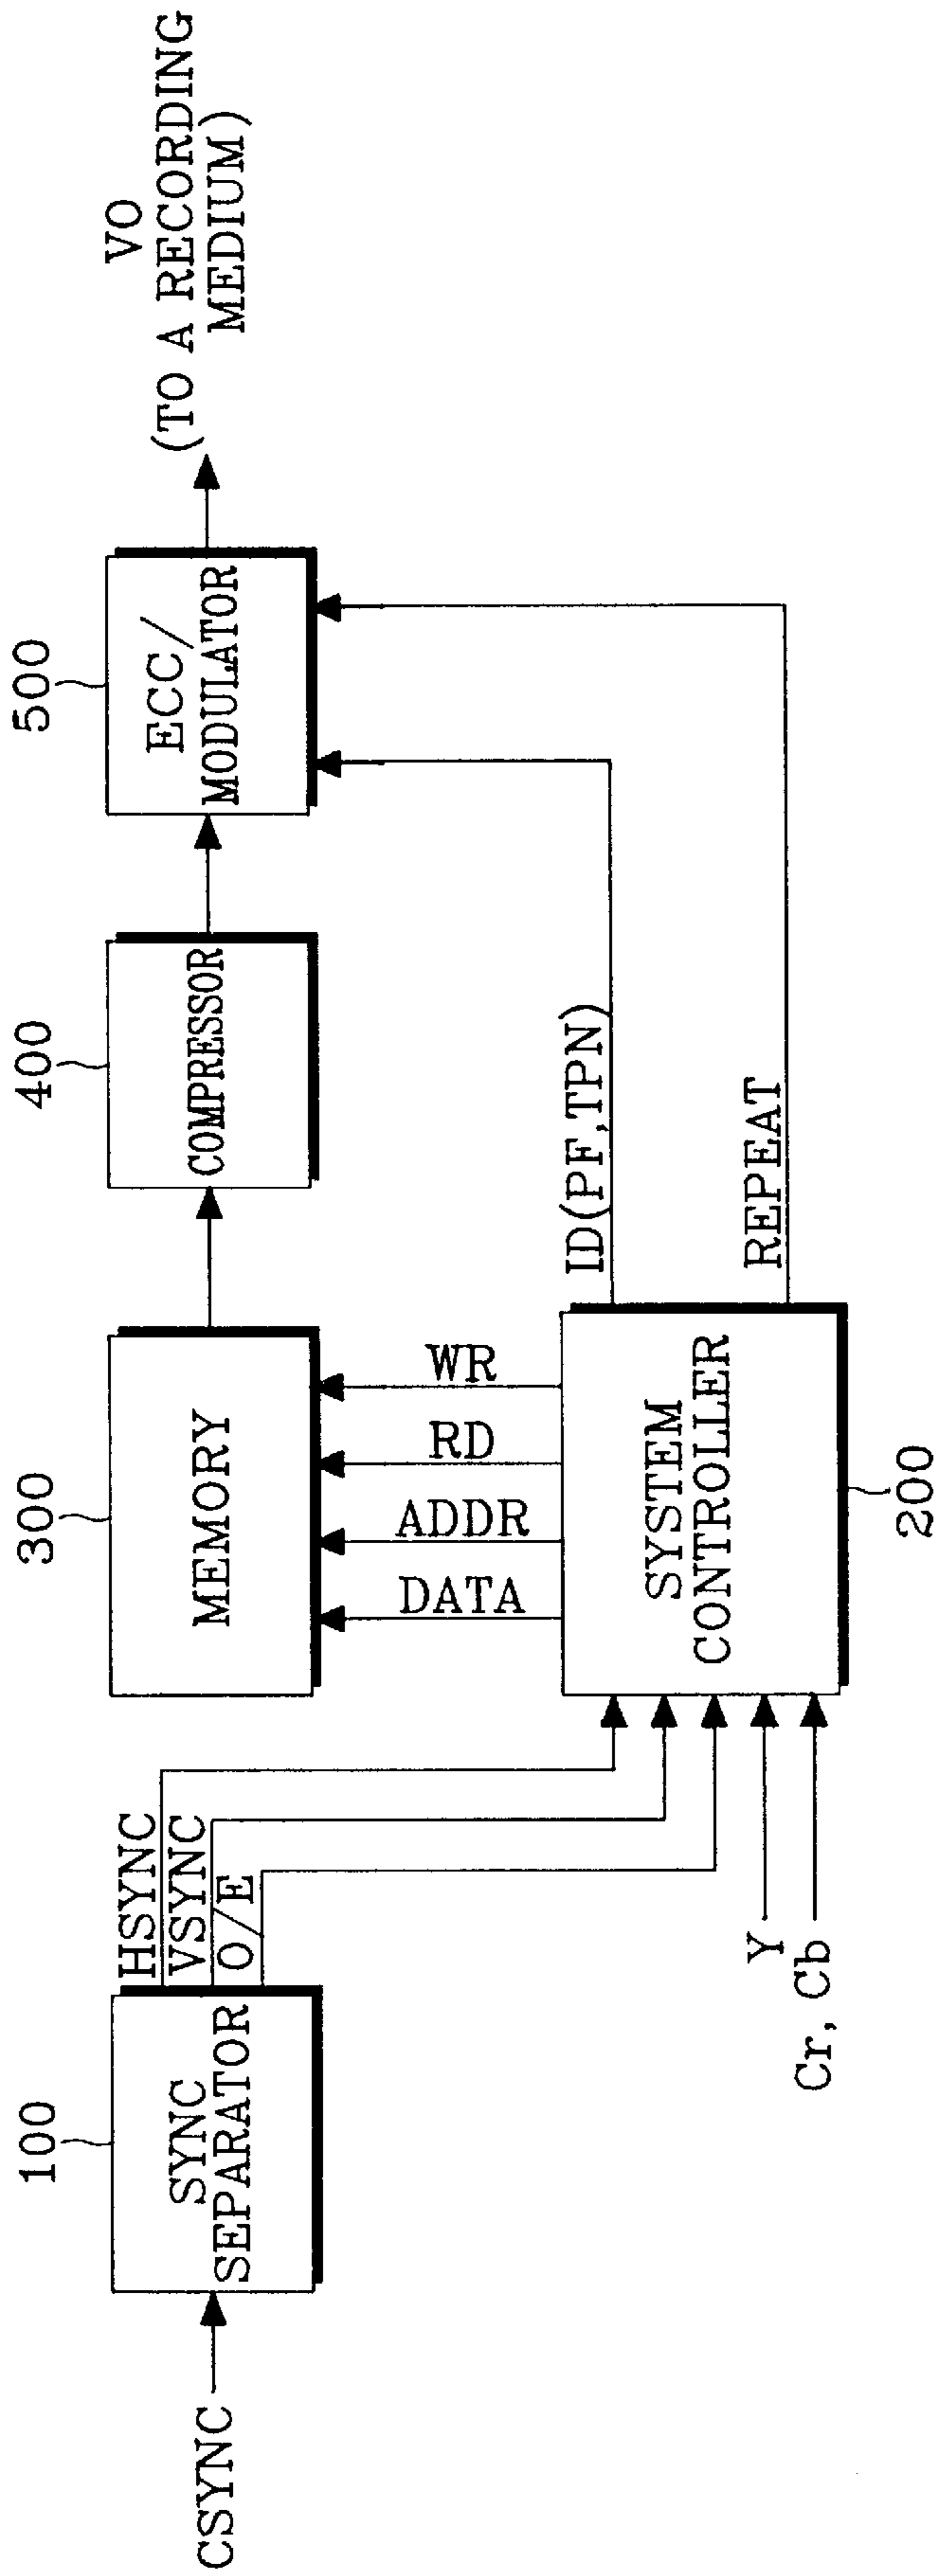 CSYNC
100
SYNC
SEPARATOR
HSYNC
VSYNC
O/E
Y
Cr, Cb
300
MEMORY
DATA
ADDR
RD
WR
SYSTEM
CONTROLLER
200
400
COMPRESSOR
ID(PF,TPN)
REPEAT
500
ECC/
MODULATOR
VO
(TO A RECORDING
MEDIUM)